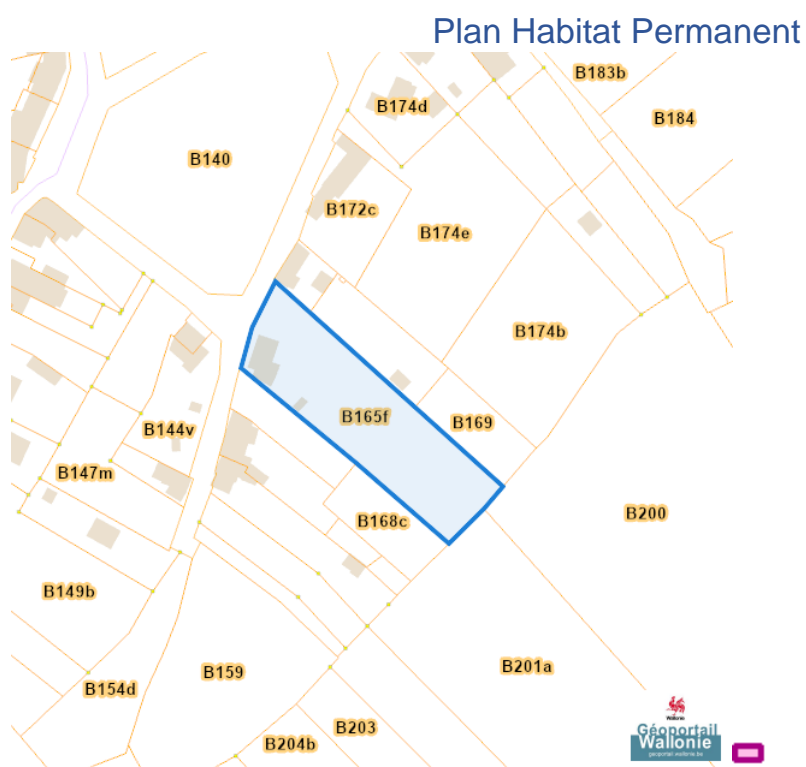 Plan Habitat Permanent
B183b
B174d
B184
B140
B172c
B174e
B174b
B165f
B169
B144v
B147m
B168c
B200
B149b
B159
B201a
B154d
B203
B204b
Wallonie
Géoportail
Wallonie
geoportail.wallonie.be